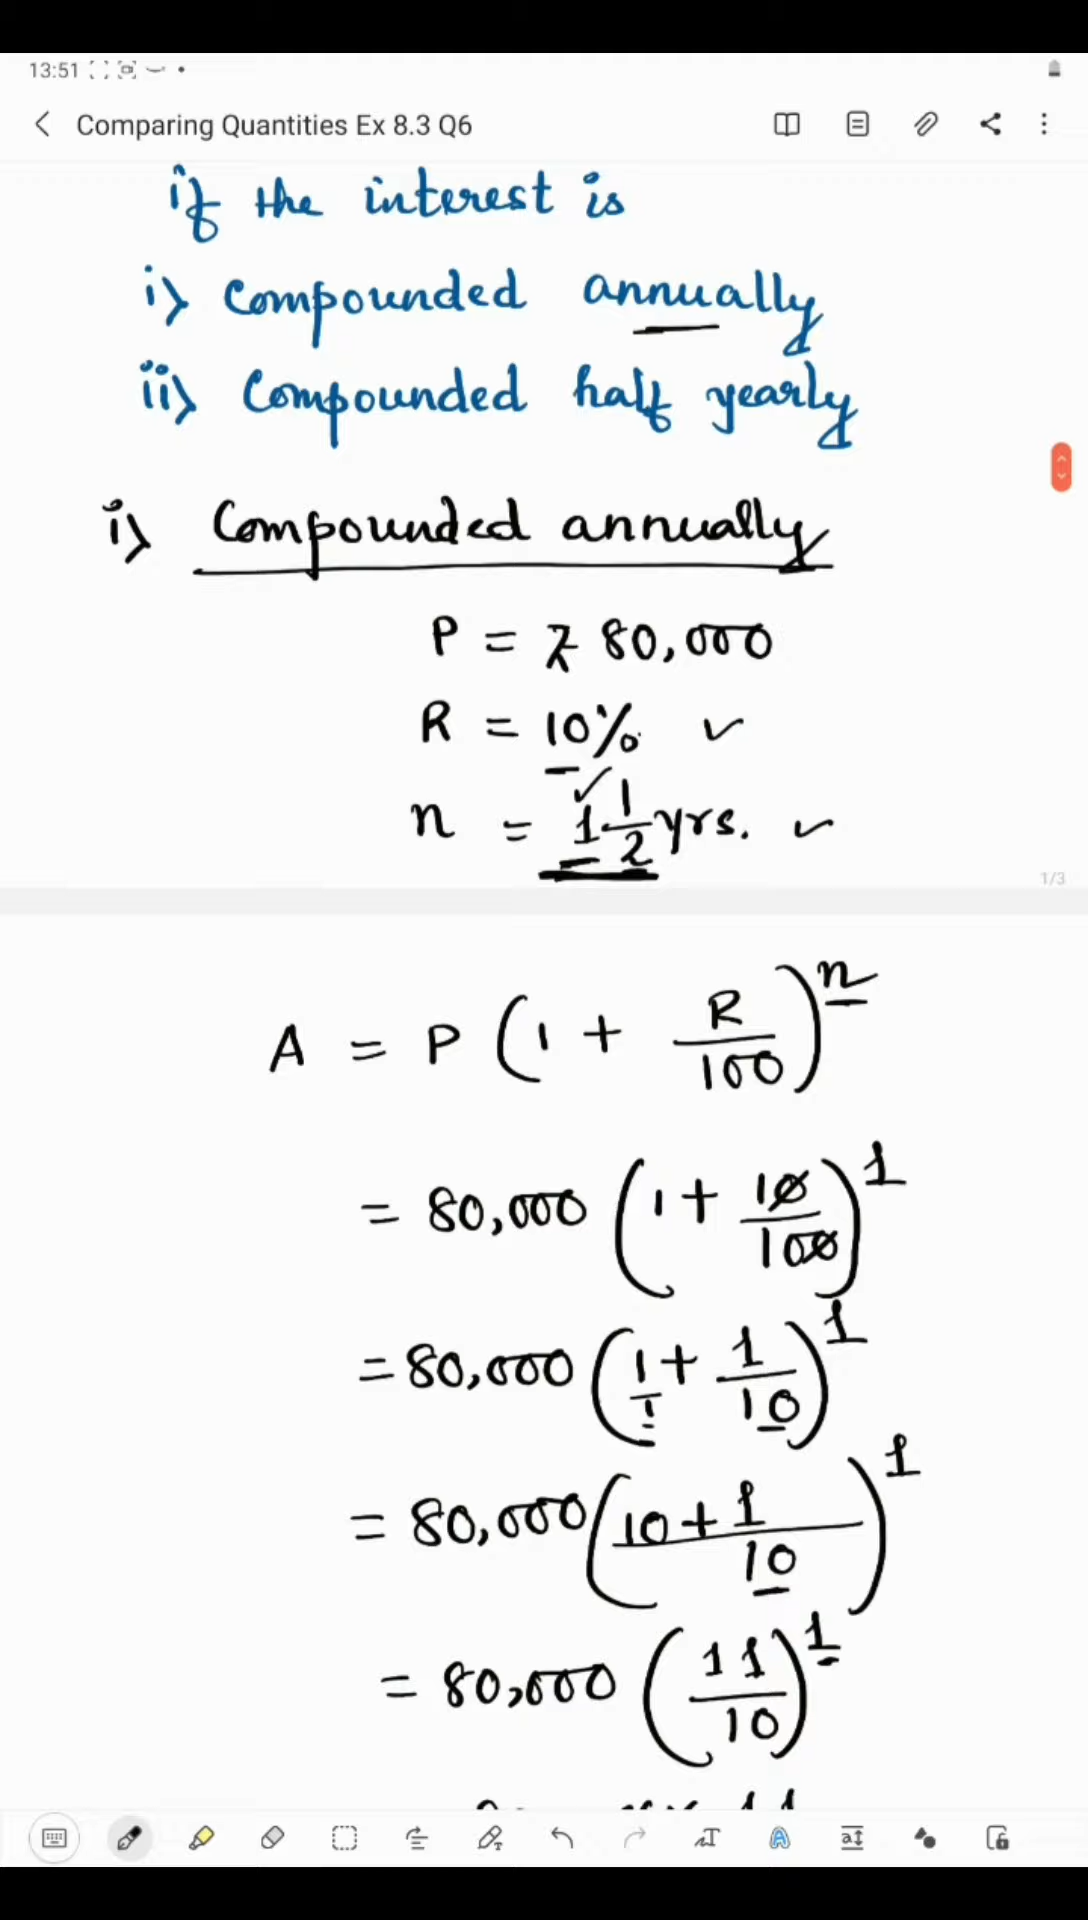 13:51
Comparing Quantities Ex 8.3 Q6
if the interest is
i) Compounded annually
ii) Compounded half yearly
i) Compounded annually
P = ₹ 80,000
R = 10% ✓
n = 1 1/2 yrs. ✓
1/3
A = P (1 + R/100)^n
= 80,000 (1 + 10/100)^1
= 80,000 (1/1 + 1/10)^1
= 80,000 (10 + 1/10)^1
= 80,000 (11/10)^1